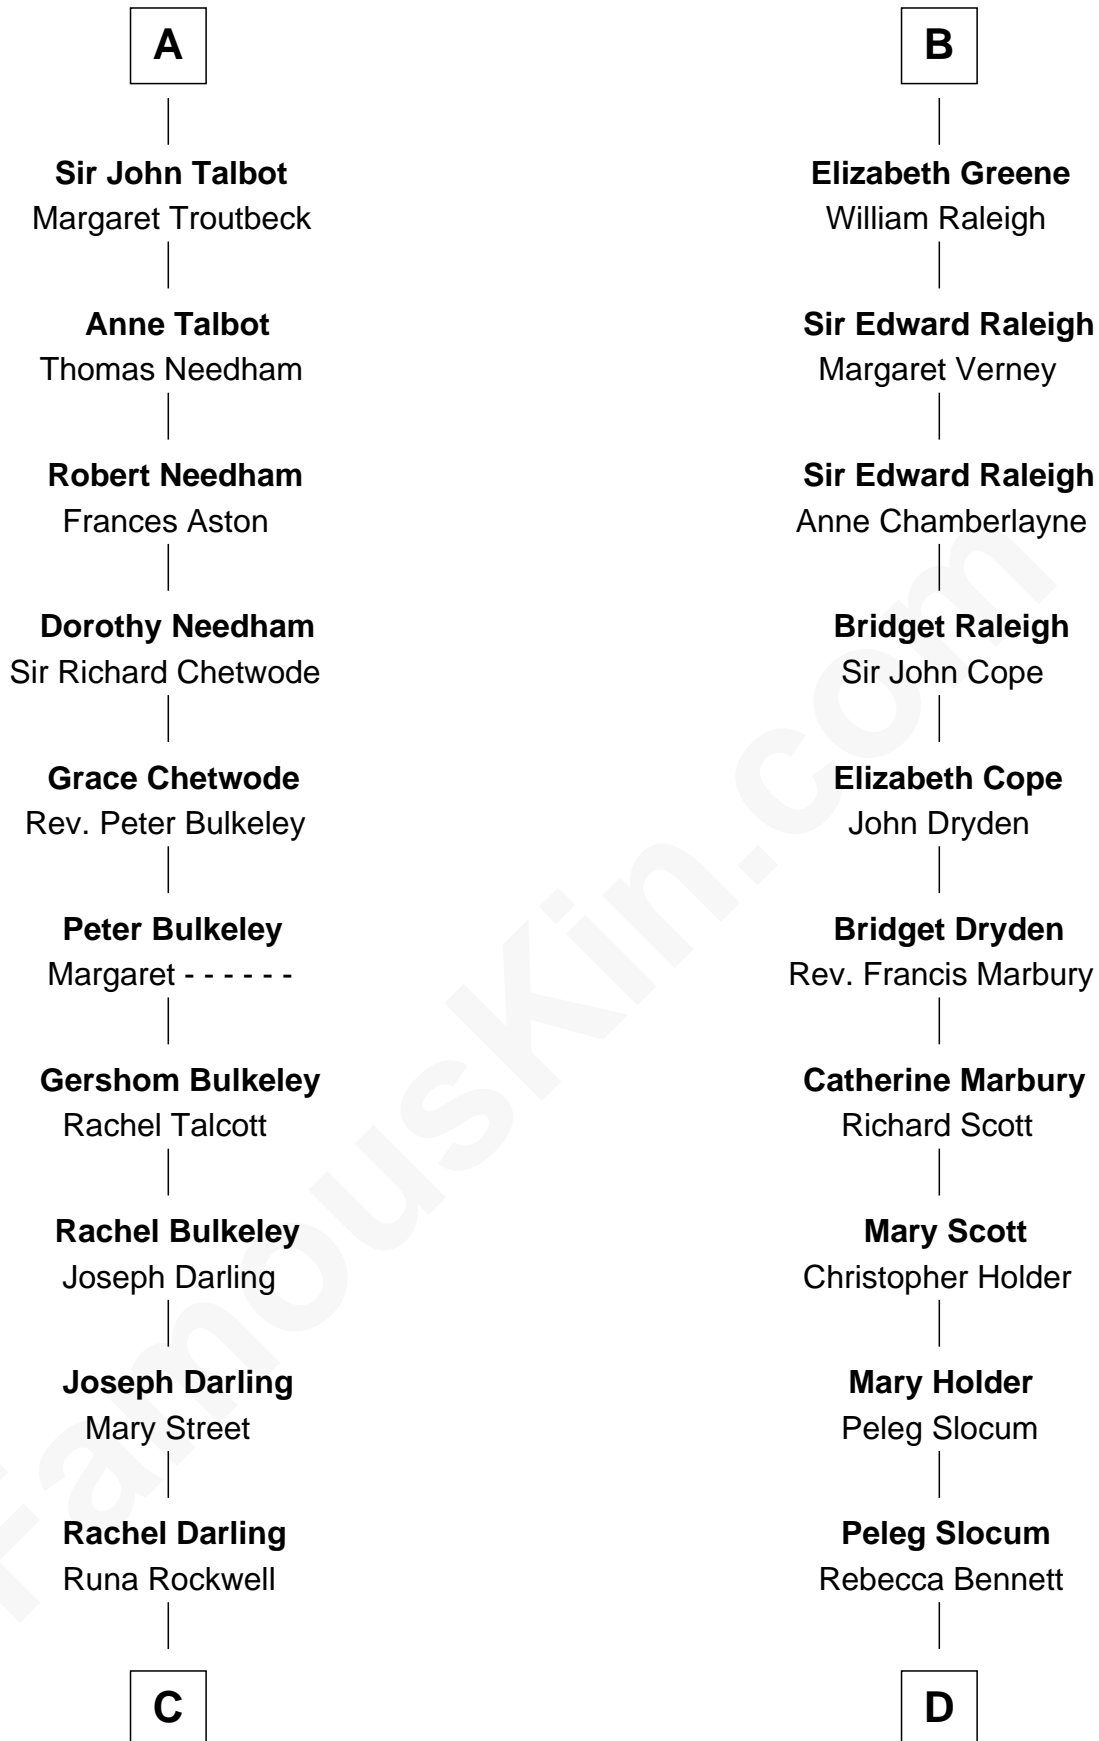 A
Sir John Talbot
Margaret Troutbeck
Anne Talbot
Thomas Needham
Robert Needham
Frances Aston
Dorothy Needham
Sir Richard Chetwode
Grace Chetwode
Rev. Peter Bulkeley
Peter Bulkeley
Margaret - - - - - -
Gershom Bulkeley
Rachel Talcott
Rachel Bulkeley
Joseph Darling
Joseph Darling
Mary Street
Rachel Darling
Runa Rockwell
C
B
Elizabeth Greene
William Raleigh
Sir Edward Raleigh
Margaret Verney
Sir Edward Raleigh
Anne Chamberlayne
Bridget Raleigh
Sir John Cope
Elizabeth Cope
John Dryden
Bridget Dryden
Rev. Francis Marbury
Catherine Marbury
Richard Scott
Mary Scott
Christopher Holder
Mary Holder
Peleg Slocum
Peleg Slocum
Rebecca Bennett
D
FamousKin.com